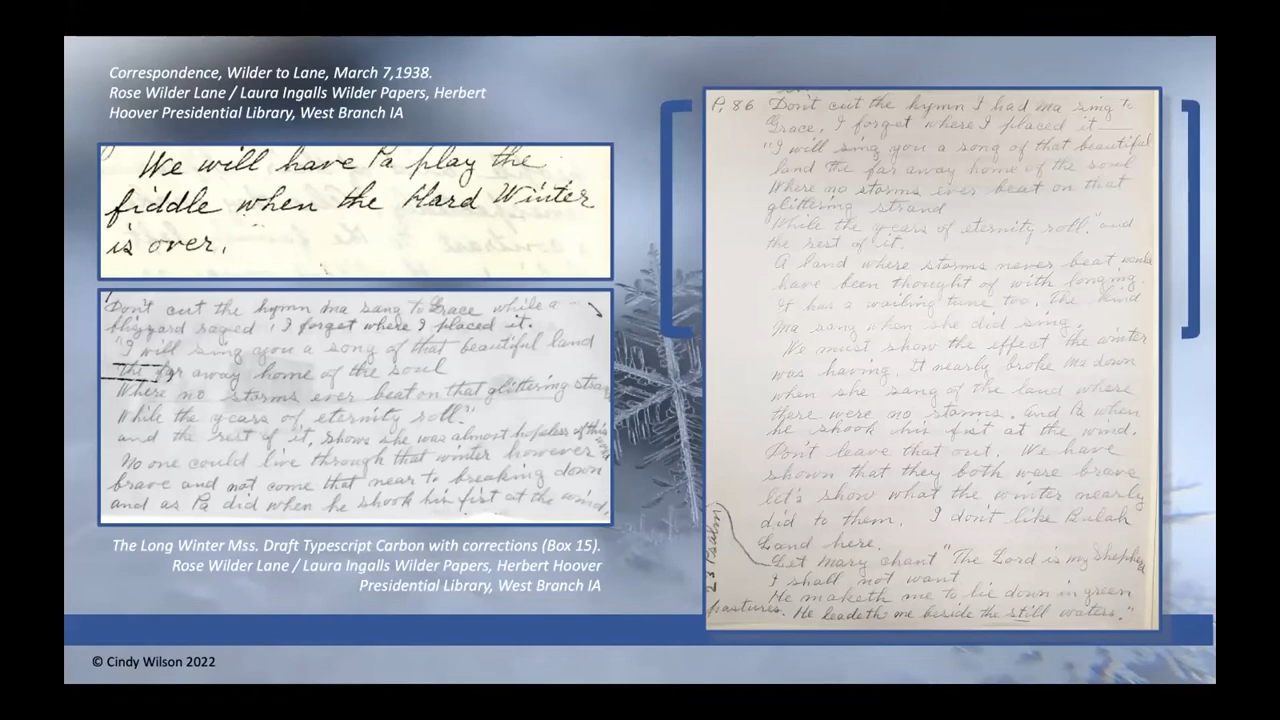 Correspondence, Wilder to Lane, March 7,1938.
Rose Wilder Lane / Laura Ingalls Wilder Papers, Herbert
Hoover Presidential Library, West Branch IA
We will have Pa play the
fiddle when the Hard Winter
is over.
Don't cut the hymn ma sang to Grace while a
blizzard raged. I forget where I placed it.
"I will sing you a song of that beautiful land
the far away home of the soul
Where no storms ever beat on that glittering
While the years of eternity roll."
and the rest of it, shows she was almost hopeless of this
No one could live through that winter however
brave and not come that near to breaking down
and as Pa did when he shook his fist at the wind,
The Long Winter Mss. Draft Typescript Carbon with corrections (Box 15).
Rose Wilder Lane / Laura Ingalls Wilder Papers, Herbert Hoover
Presidential Library, West Branch IA
P. 86 Don't cut the hymn I had ma sing to
Grace. I forget where I placed it
"I will sing you a song of that beautiful
land the far away home of the soul
Where no storms ever beat on that
glittering strand
While the years of eternity roll." and
the rest of it.
A land where storms never beat would
have been thought of with longing.
It has a wailing tune too. The kind
Ma sang when she did sing.
We must show the effect the winter
was having. It nearly broke Ma down
when she sang of the land where
there were no storms. And Pa when
he shook his fist at the wind.
Don't leave that out. We have
shown that they both were brave
let's show what the winter nearly
did to them. I don't like Bulah
Land here.
23 Psalm
Let Mary chant "The Lord is my Shepherd
I shall not want
He maketh me to lie down in green
pastures. He leadeth me beside the still waters."
© Cindy Wilson 2022